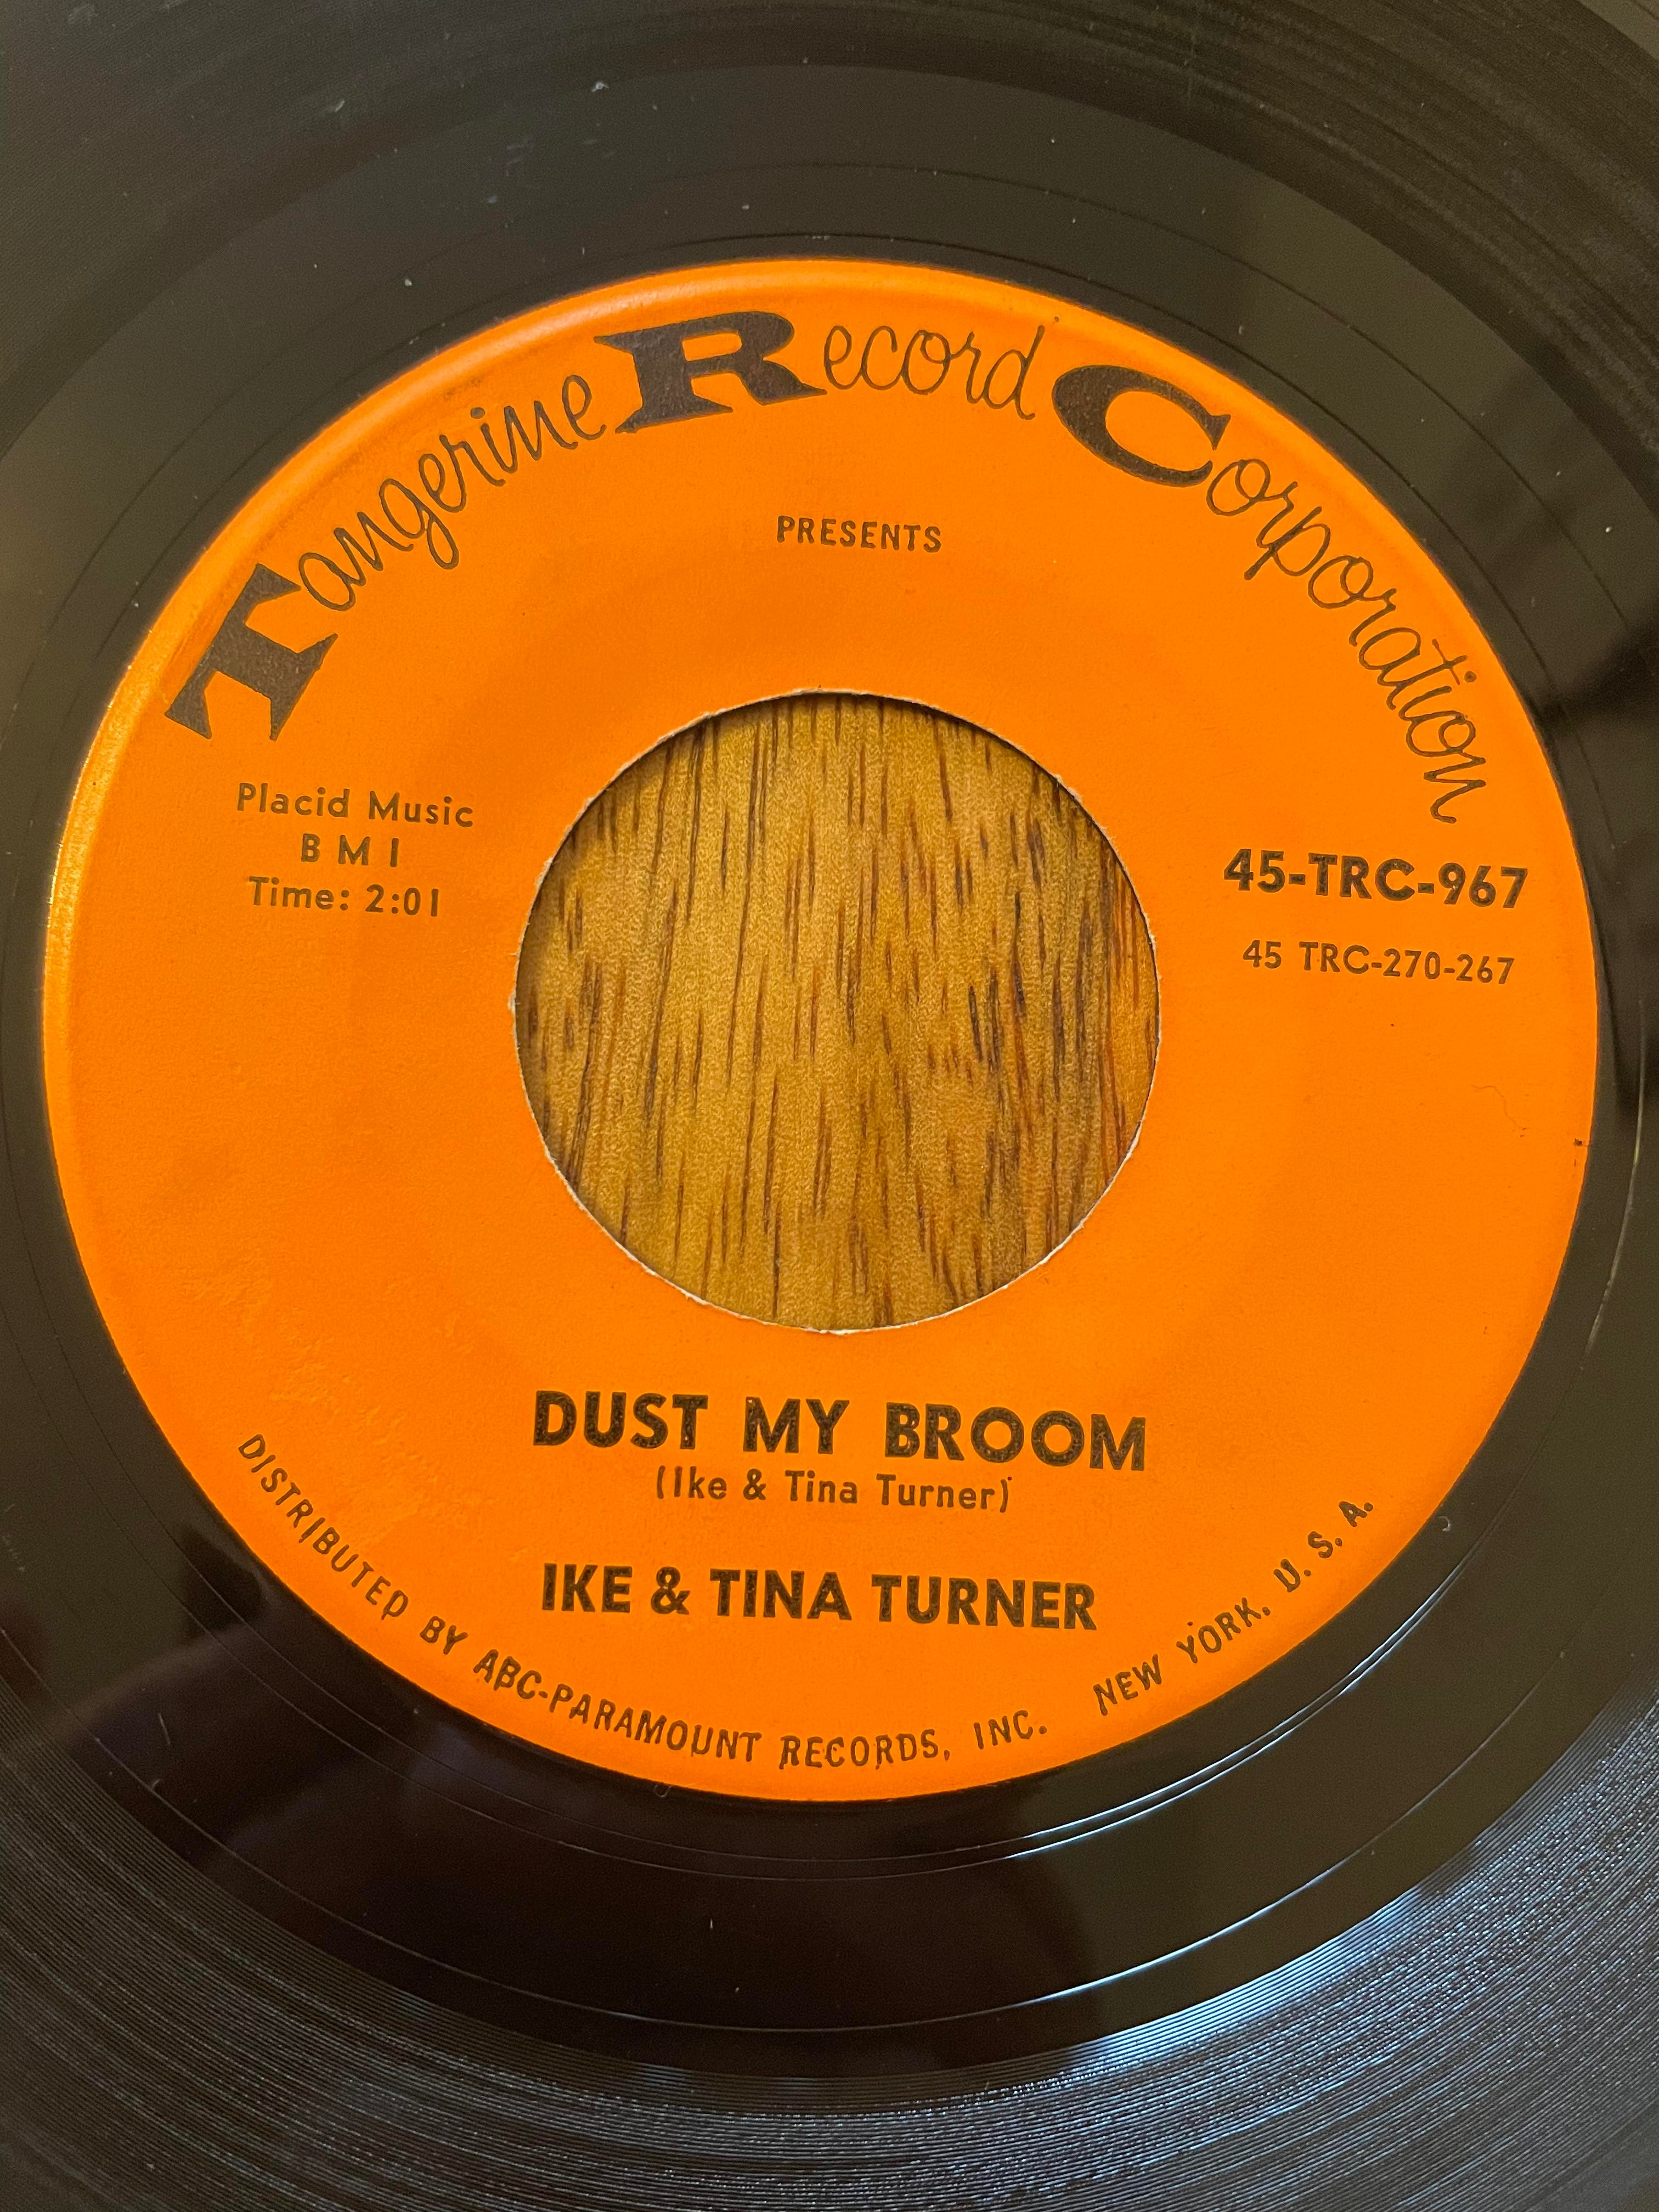 Tangerine Record Corporation
PRESENTS
Placid Music
B M I
Time: 2:01
45-TRC-967
45 TRC-270-267
DUST MY BROOM
(Ike & Tina Turner)
IKE & TINA TURNER
DISTRIBUTED BY ABC-PARAMOUNT RECORDS, INC. NEW YORK, U. S. A.